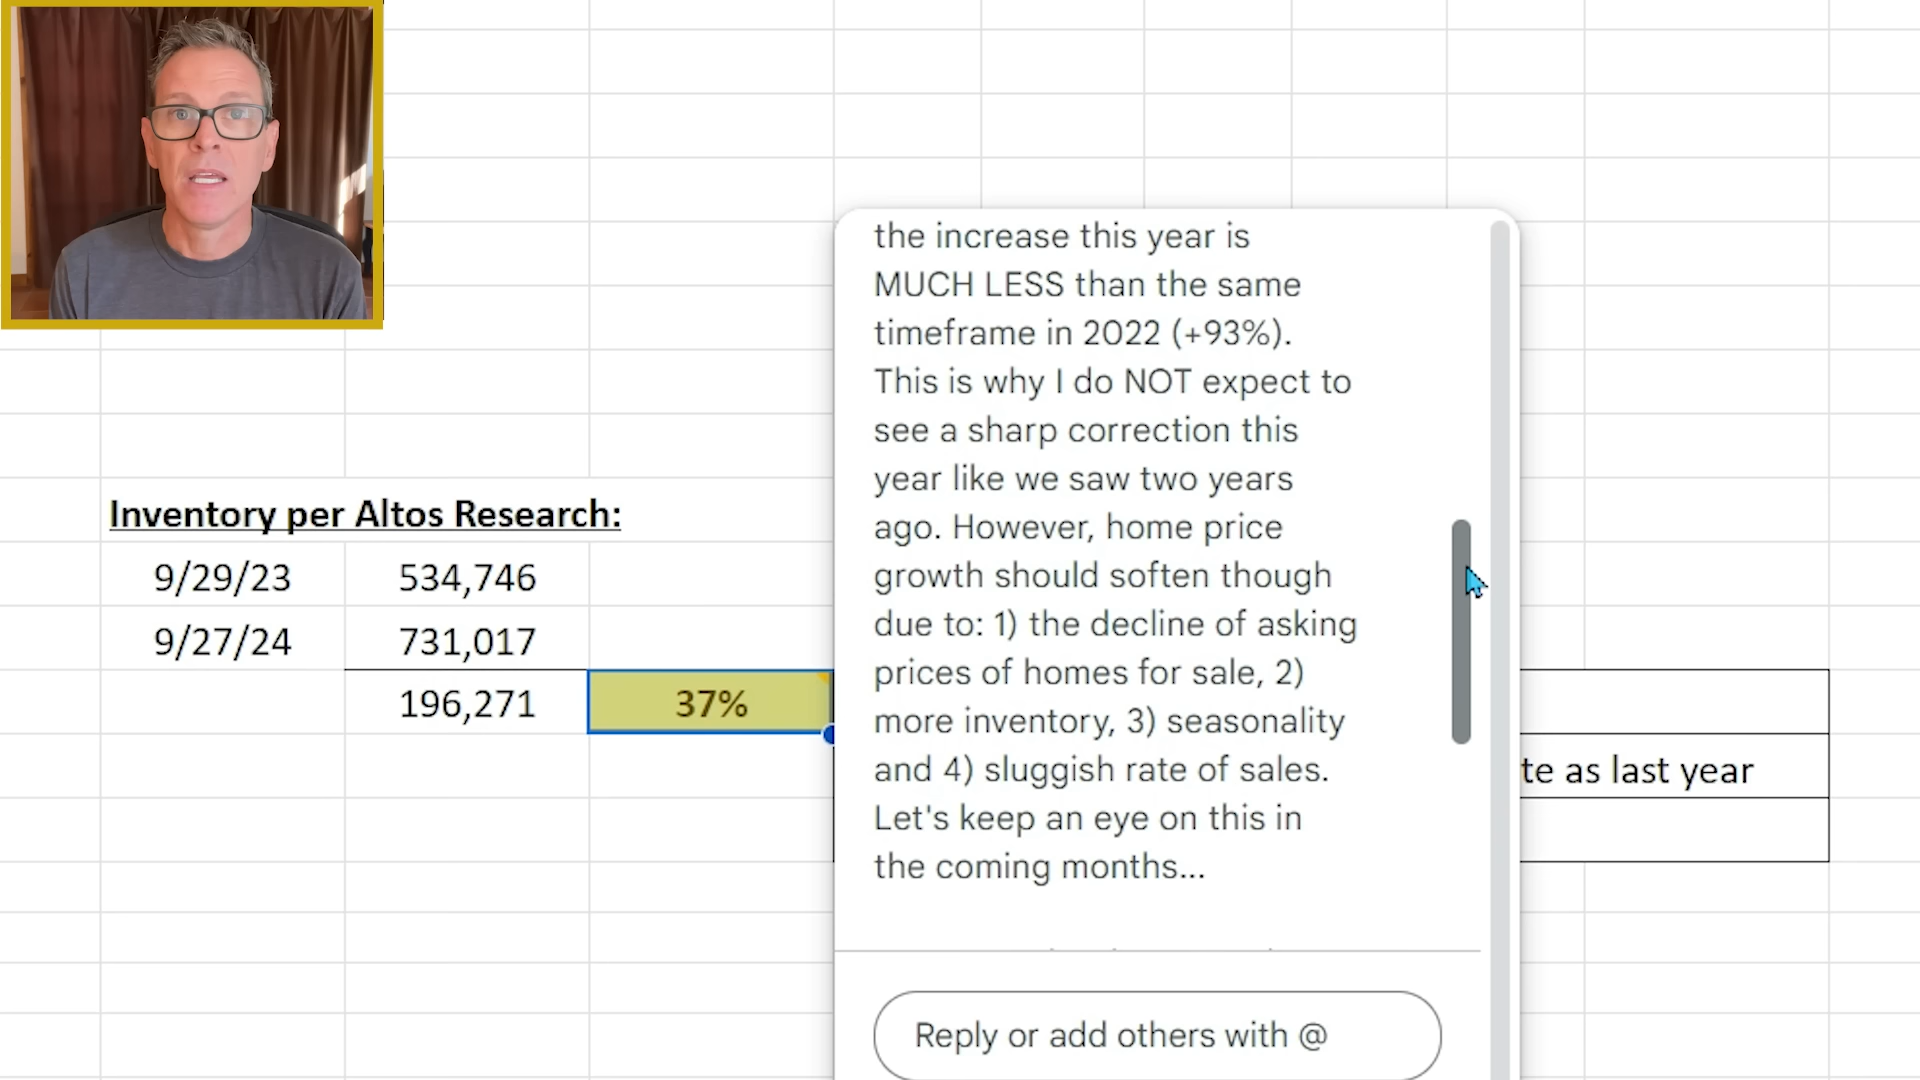 Inventory per Altos Research:
9/29/23 534,746
9/27/24 731,017
196,271 37%
the increase this year is
MUCH LESS than the same
timeframe in 2022 (+93%).
This is why I do NOT expect to
see a sharp correction this
year like we saw two years
ago. However, home price
growth should soften though
due to: 1) the decline of asking
prices of homes for sale, 2)
more inventory, 3) seasonality
and 4) sluggish rate of sales.
Let's keep an eye on this in
the coming months...
Reply or add others with @
te as last year